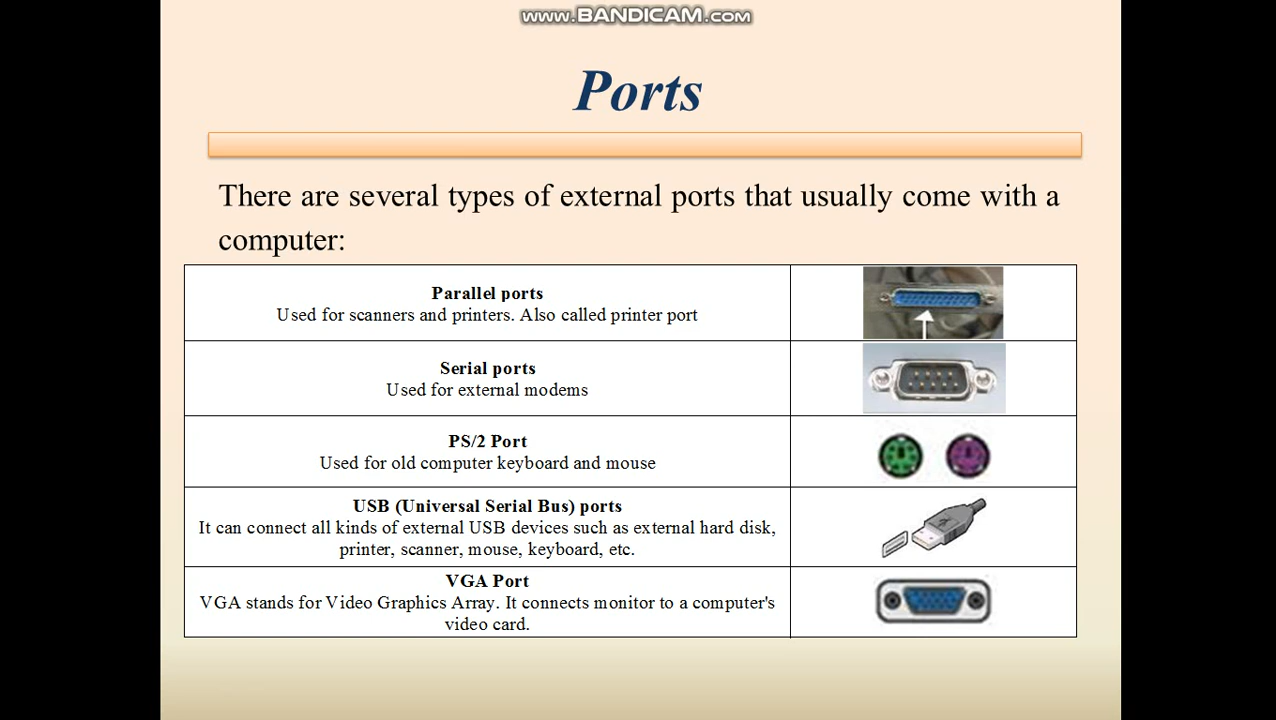 www.BANDICAM.com
Ports
There are several types of external ports that usually come with a
computer:
Parallel ports
Used for scanners and printers. Also called printer port
Serial ports
Used for external modems
PS/2 Port
Used for old computer keyboard and mouse
USB (Universal Serial Bus) ports
It can connect all kinds of external USB devices such as external hard disk,
printer, scanner, mouse, keyboard, etc.
VGA Port
VGA stands for Video Graphics Array. It connects monitor to a computer's
video card.